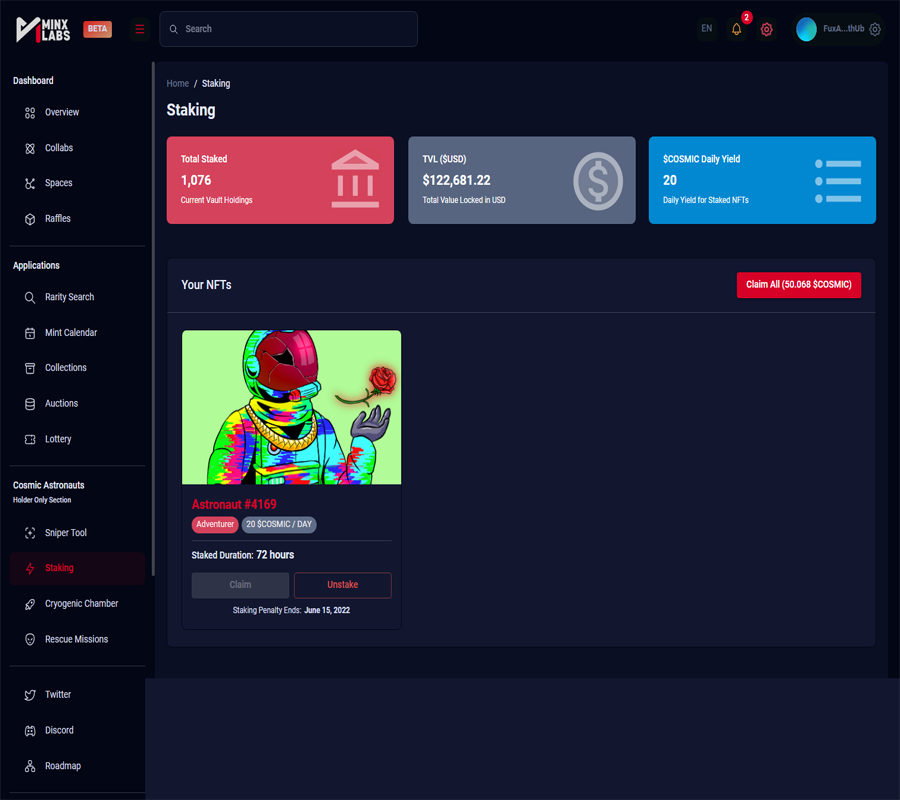 MINX
LABS
BETA
Search
EN
2
FuxA...thUb
Dashboard
Overview
Collabs
Spaces
Raffles
Applications
Rarity Search
Mint Calendar
Collections
Auctions
Lottery
Cosmic Astronauts
Holder Only Section
Sniper Tool
Staking
Cryogenic Chamber
Rescue Missions
Twitter
Discord
Roadmap
Home / Staking
Staking
Total Staked
1,076
Current Vault Holdings
TVL ($USD)
$122,681.22
Total Value Locked in USD
$COSMIC Daily Yield
20
Daily Yield for Staked NFTs
Your NFTs
Claim All (50.068 $COSMIC)
Astronaut #4169
Adventurer 20 $COSMIC / DAY
Staked Duration: 72 hours
Claim
Unstake
Staking Penalty Ends: June 15, 2022